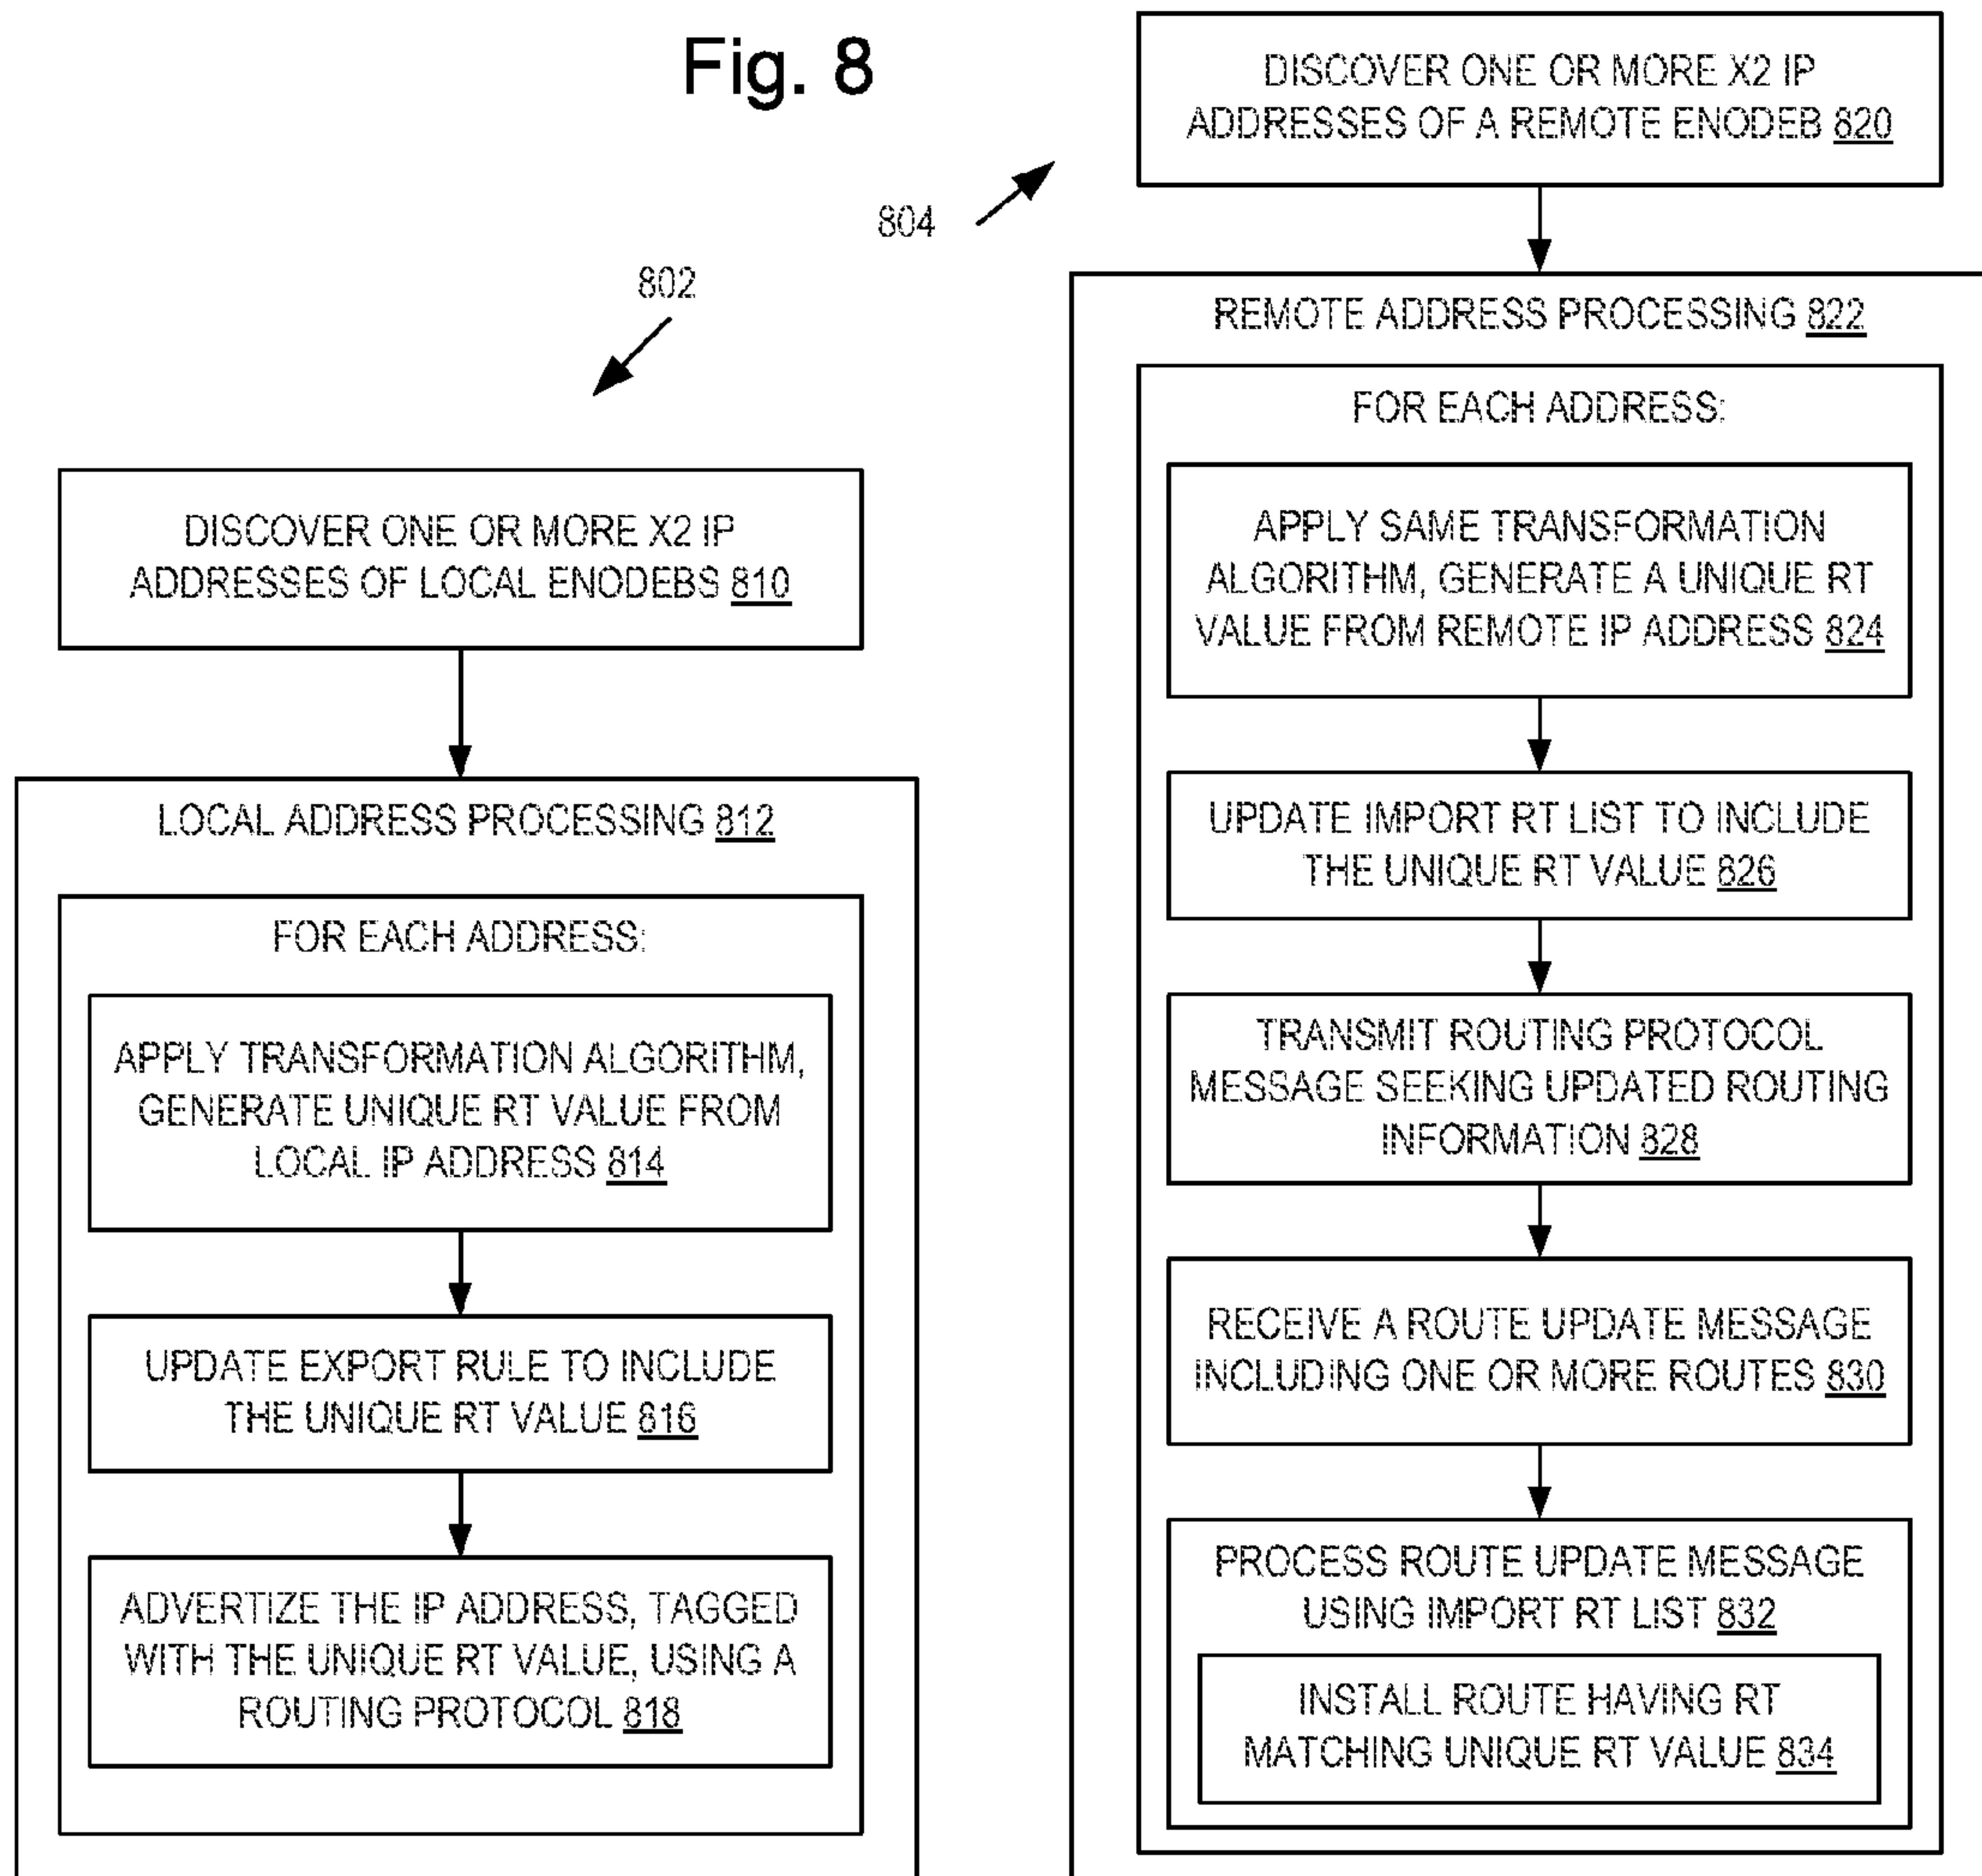 Fig. 8
802
DISCOVER ONE OR MORE X2 IP
ADDRESSES OF LOCAL ENODEBS 810
LOCAL ADDRESS PROCESSING 812
FOR EACH ADDRESS:
APPLY TRANSFORMATION ALGORITHM,
GENERATE UNIQUE RT VALUE FROM
LOCAL IP ADDRESS 814
UPDATE EXPORT RULE TO INCLUDE
THE UNIQUE RT VALUE 816
ADVERTIZE THE IP ADDRESS, TAGGED
WITH THE UNIQUE RT VALUE, USING A
ROUTING PROTOCOL 818
804
DISCOVER ONE OR MORE X2 IP
ADDRESSES OF A REMOTE ENODEB 820
REMOTE ADDRESS PROCESSING 822
FOR EACH ADDRESS:
APPLY SAME TRANSFORMATION
ALGORITHM, GENERATE A UNIQUE RT
VALUE FROM REMOTE IP ADDRESS 824
UPDATE IMPORT RT LIST TO INCLUDE
THE UNIQUE RT VALUE 826
TRANSMIT ROUTING PROTOCOL
MESSAGE SEEKING UPDATED ROUTING
INFORMATION 828
RECEIVE A ROUTE UPDATE MESSAGE
INCLUDING ONE OR MORE ROUTES 830
PROCESS ROUTE UPDATE MESSAGE
USING IMPORT RT LIST 832
INSTALL ROUTE HAVING RT
MATCHING UNIQUE RT VALUE 834